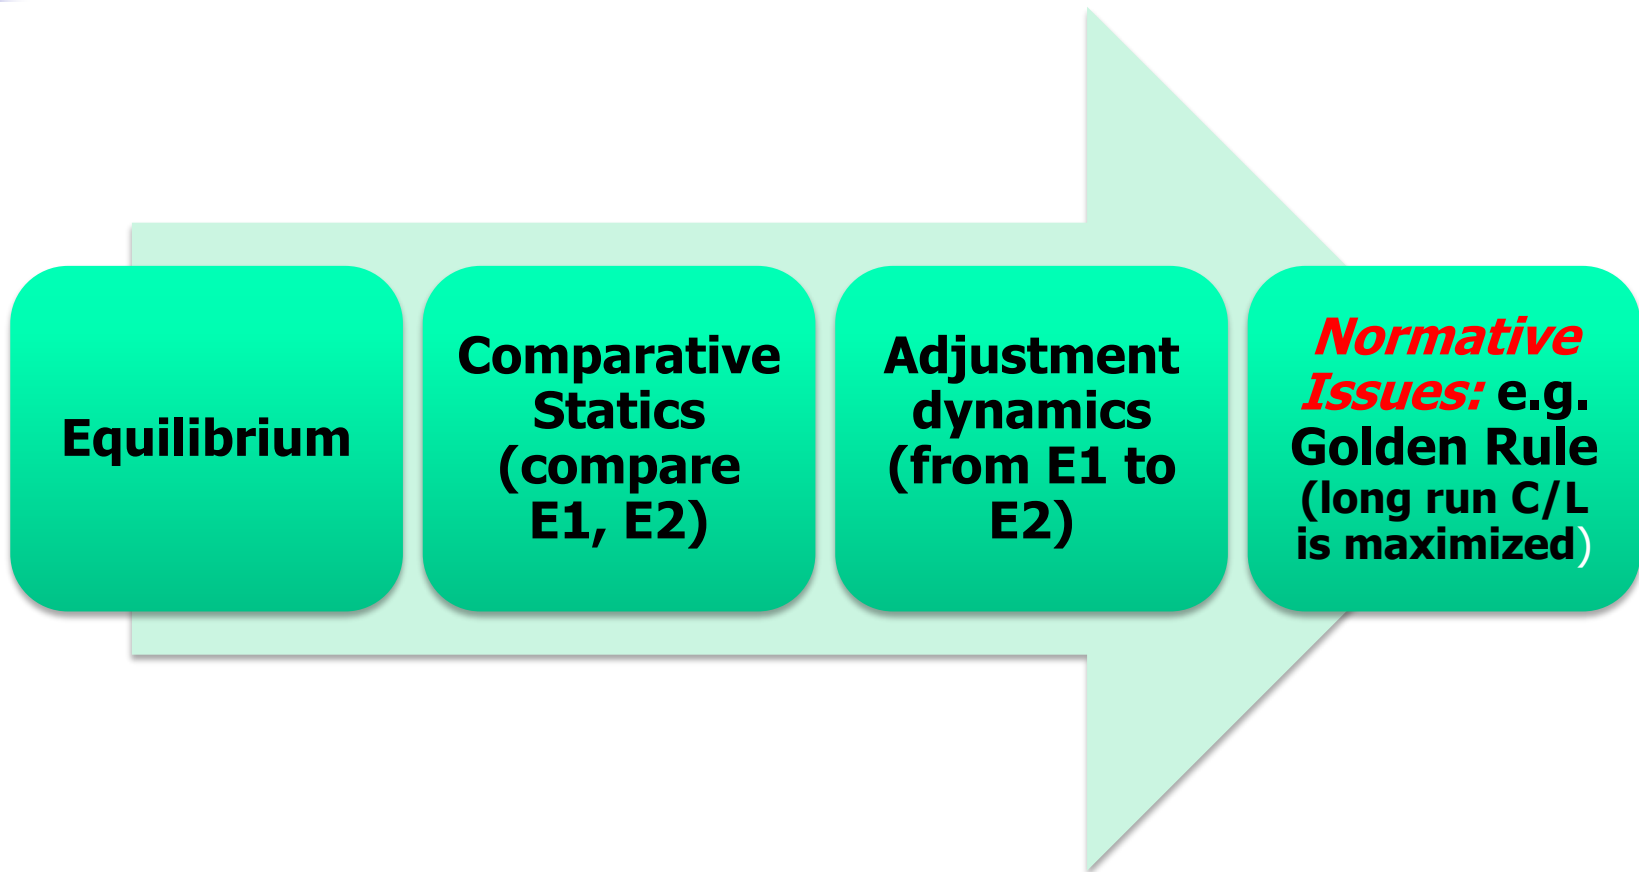 Equilibrium
Comparative
Statics
(compare
E1, E2)
Adjustment
dynamics
(from E1 to
E2)
Normative
Issues: e.g.
Golden Rule
(long run C/L
is maximized)